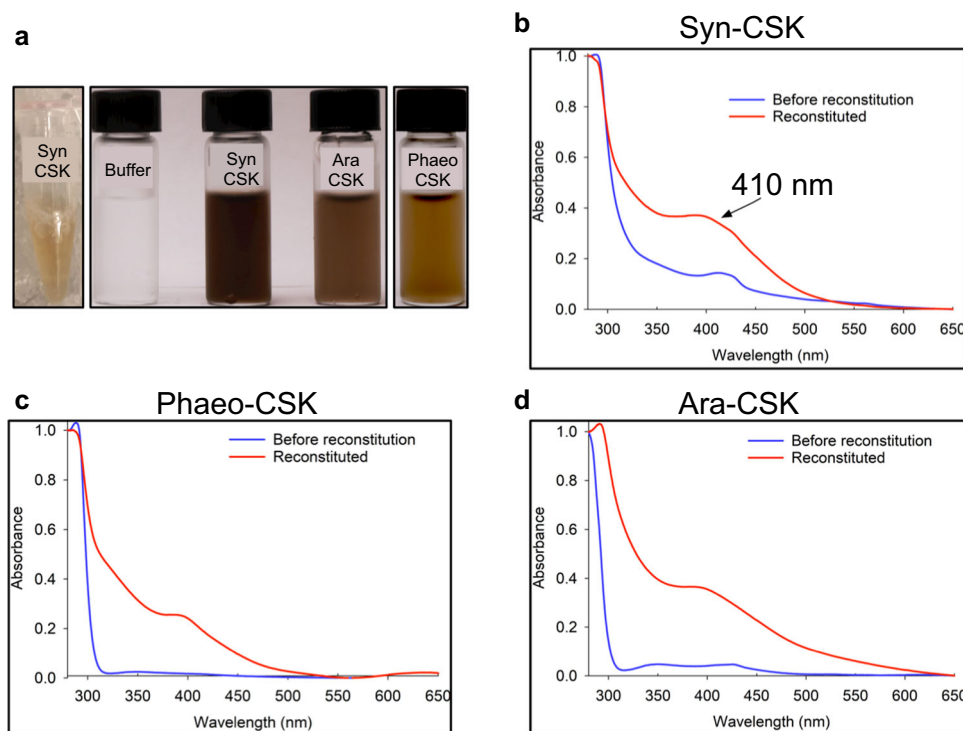 a
Syn
CSK
Buffer
Syn
CSK
Ara
CSK
Phaeo
CSK
b
Syn-CSK
Before reconstitution
Reconstituted
410 nm
Absorbance
1.0
0.8
0.6
0.4
0.2
0.0
300 350 400 450 500 550 600 650
Wavelength (nm)
c
Phaeo-CSK
Before reconstitution
Reconstituted
Absorbance
1.0
0.8
0.6
0.4
0.2
0.0
300 350 400 450 500 550 600 650
Wavelength (nm)
d
Ara-CSK
Before reconstitution
Reconstituted
Absorbance
1.0
0.8
0.6
0.4
0.2
0.0
300 350 400 450 500 550 600 650
Wavelength (nm)